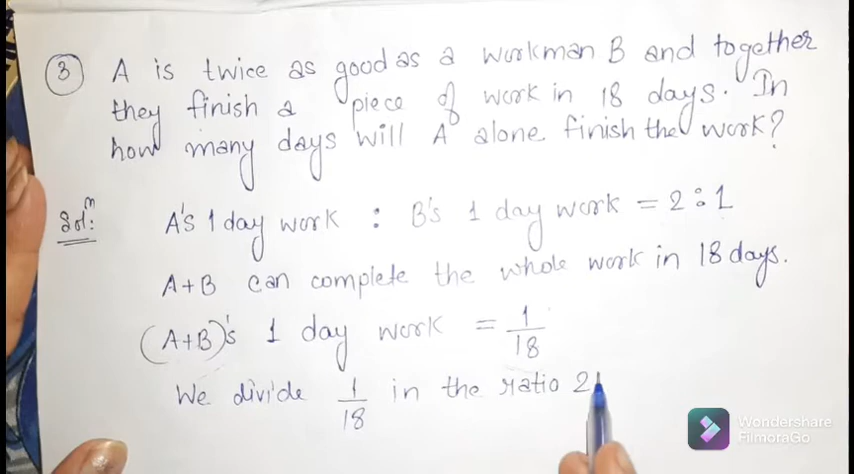 3 A is twice as good as a workman B and together
they finish a piece of work in 18 days. In
how many days will A alone finish the work?
Solⁿ: A's 1 day work : B's 1 day work = 2:1
A+B can complete the whole work in 18 days.
(A+B)'s 1 day work = 1/18
We divide 1/18 in the ratio 2
Wondershare
FilmoraGo